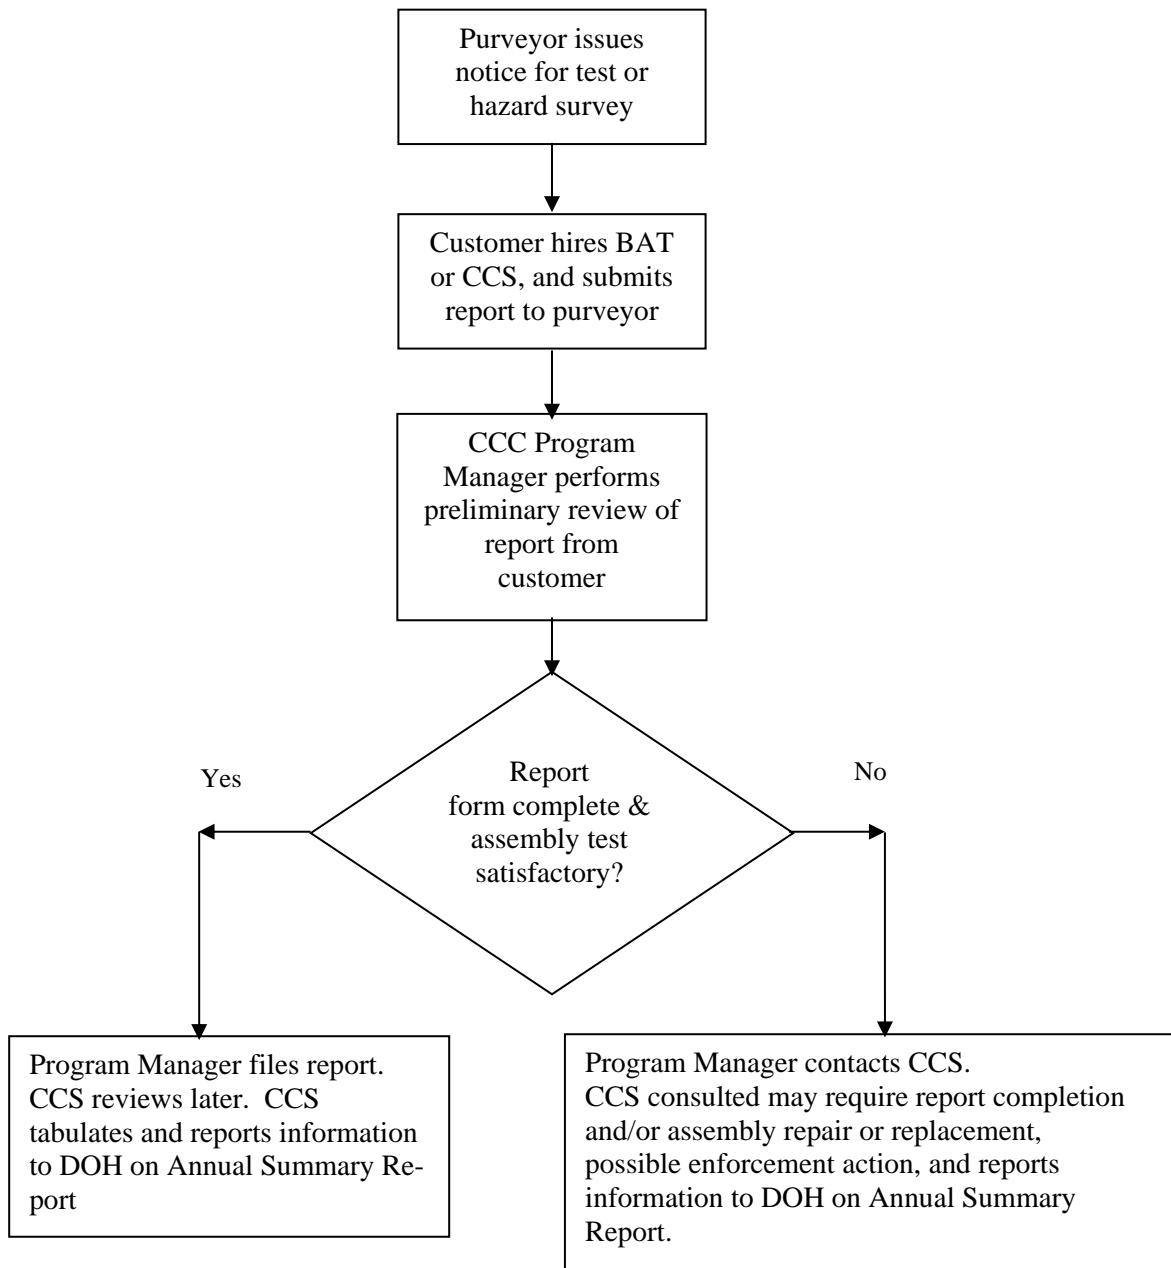 Purveyor issues
notice for test or
hazard survey
Customer hires BAT
or CCS, and submits
report to purveyor
CCC Program
Manager performs
preliminary review of
report from
customer
Report
form complete &
assembly test
satisfactory?
Yes
No
Program Manager files report.
CCS reviews later.  CCS
tabulates and reports information
to DOH on Annual Summary Re-
port
Program Manager contacts CCS.
CCS consulted may require report completion
and/or assembly repair or replacement,
possible enforcement action, and reports
information to DOH on Annual Summary
Report.